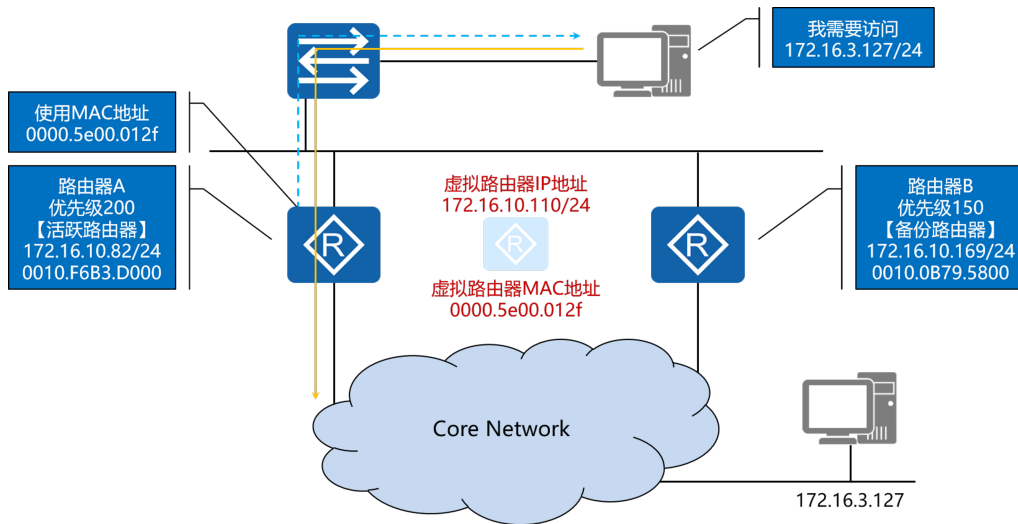 我需要访问
172.16.3.127/24
使用MAC地址
0000.5e00.012f
路由器A
优先级200
【活跃路由器】
172.16.10.82/24
0010.F6B3.D000
R
虚拟路由器IP地址
172.16.10.110/24
R
虚拟路由器MAC地址
0000.5e00.012f
R
路由器B
优先级150
【备份路由器】
172.16.10.169/24
0010.0B79.5800
Core Network
172.16.3.127